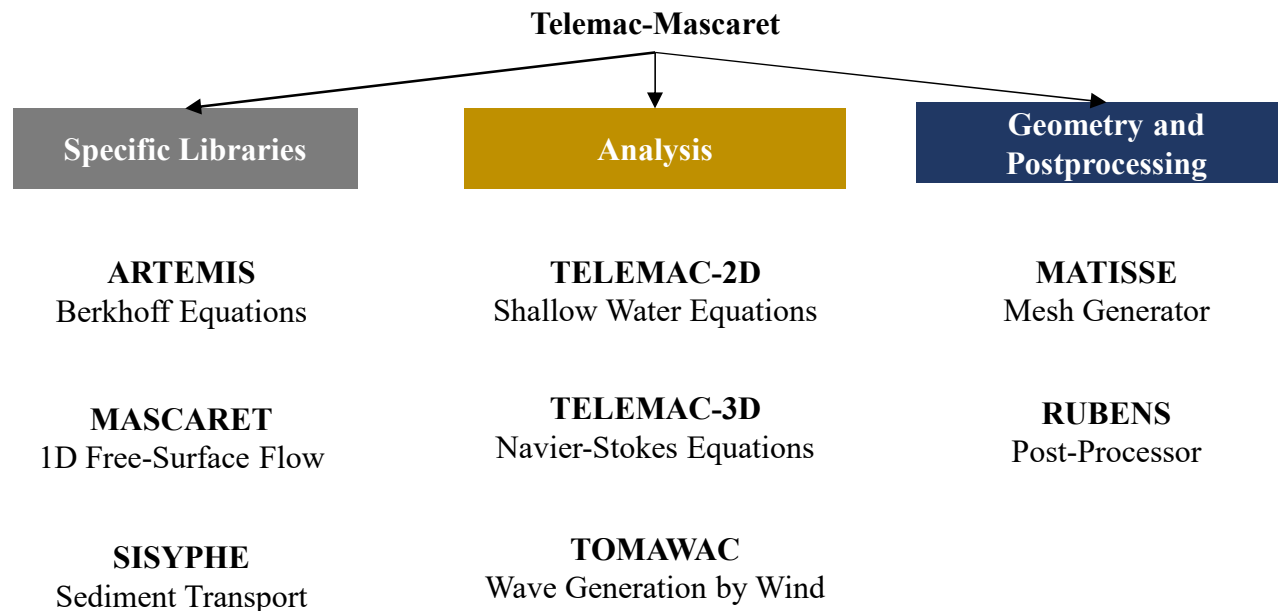 Telemac-Mascaret
Specific Libraries
Analysis
Geometry and
Postprocessing
ARTEMIS
Berkhoff Equations
TELEMAC-2D
Shallow Water Equations
MATISSE
Mesh Generator
MASCARET
1D Free-Surface Flow
TELEMAC-3D
Navier-Stokes Equations
RUBENS
Post-Processor
SISYPHE
Sediment Transport
TOMAWAC
Wave Generation by Wind